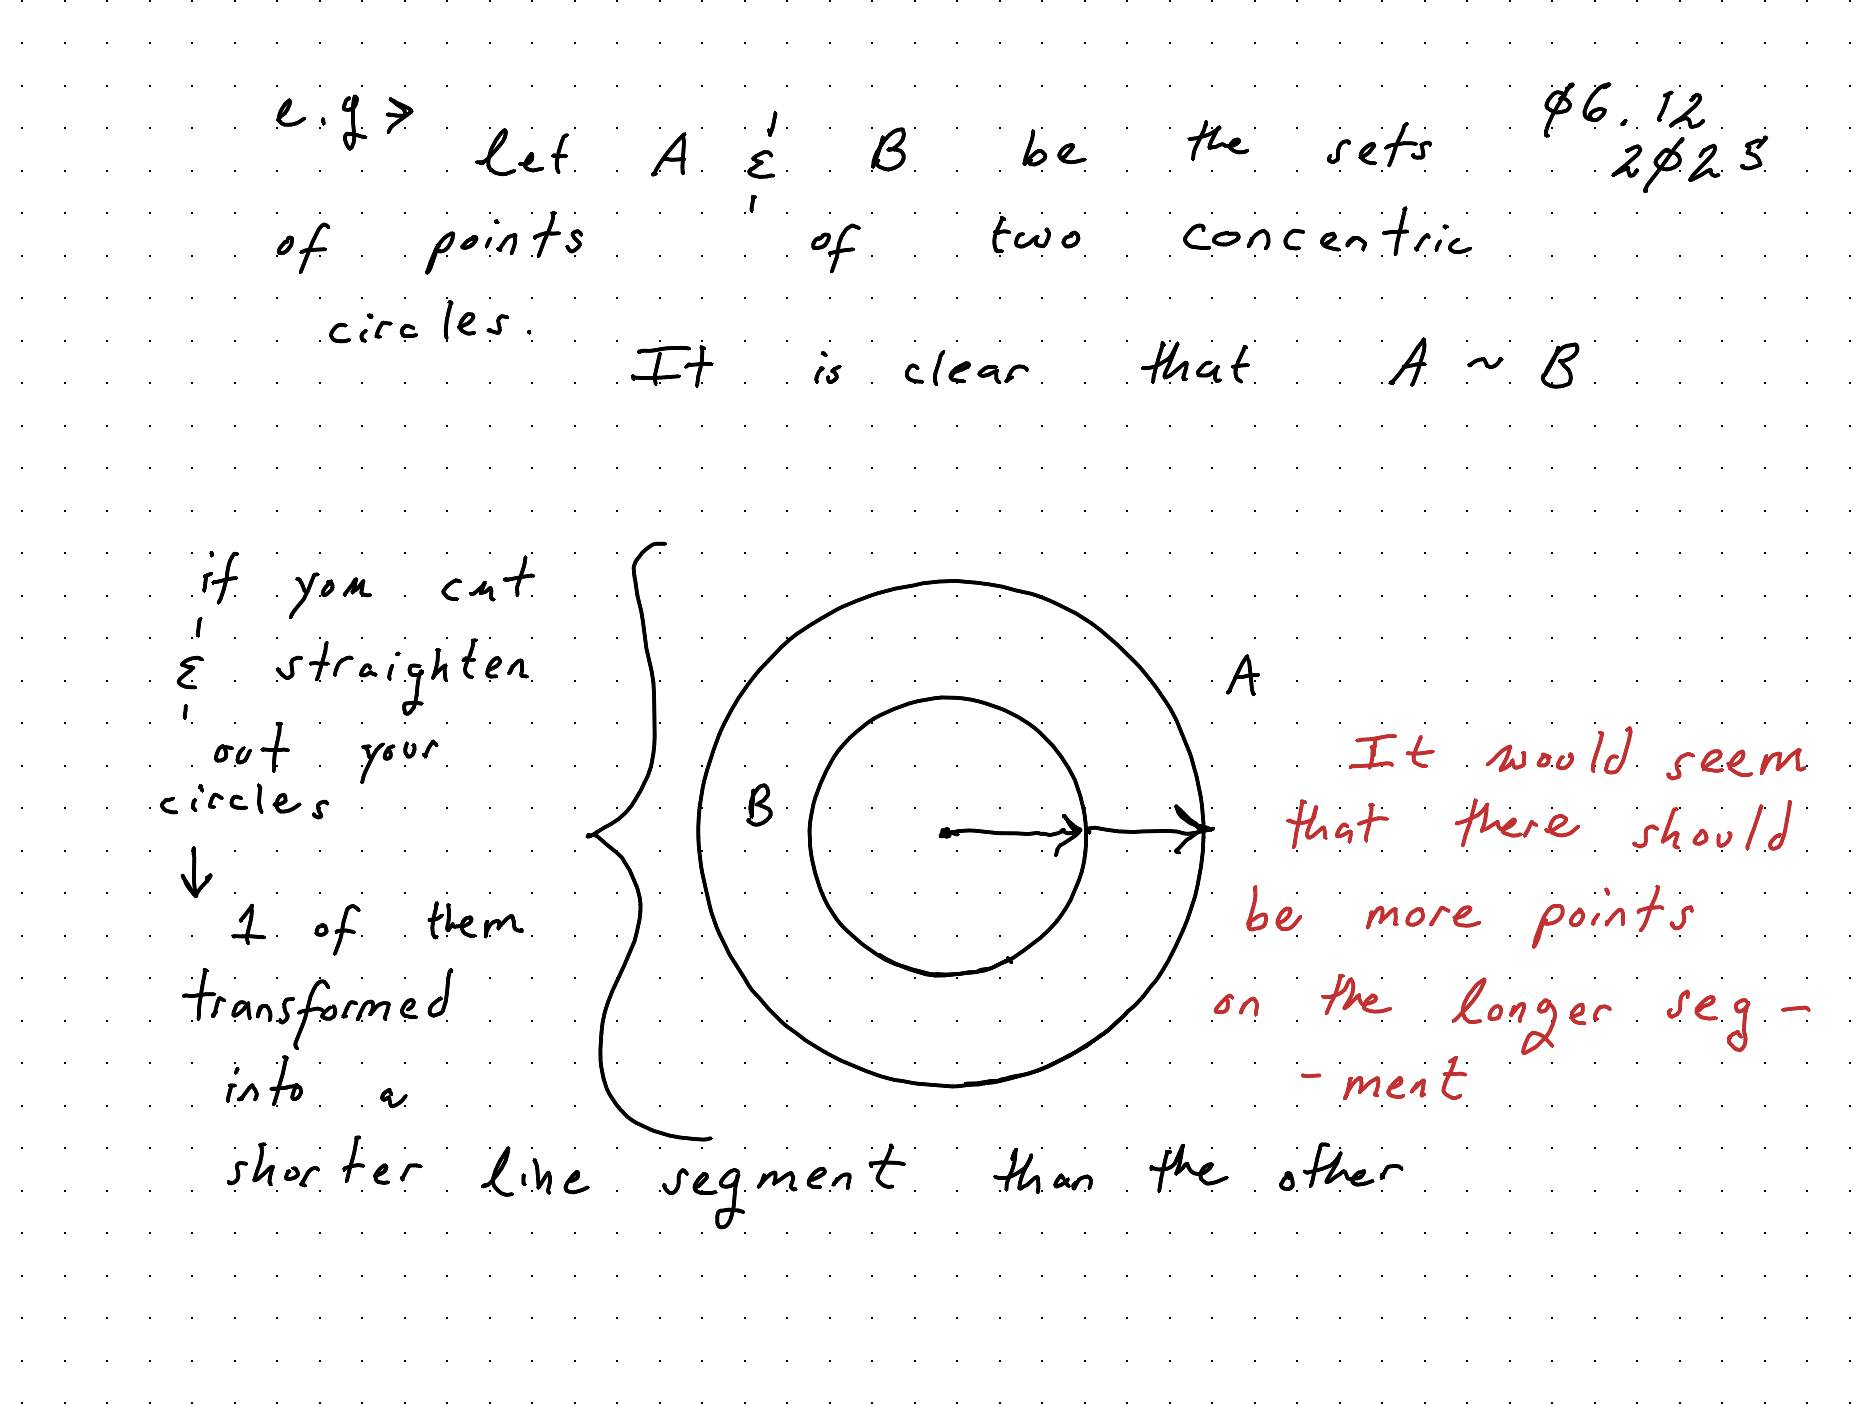 e.g → let A & B be the sets
06.12
2025
of points of two concentric
circles.
It is clear that A ~ B
if you cut
& straighten
out your
circles
↓
1 of them
transformed
into a
shorter line segment than the other
A
B
It would seem
that there should
be more points
on the longer seg -
- ment